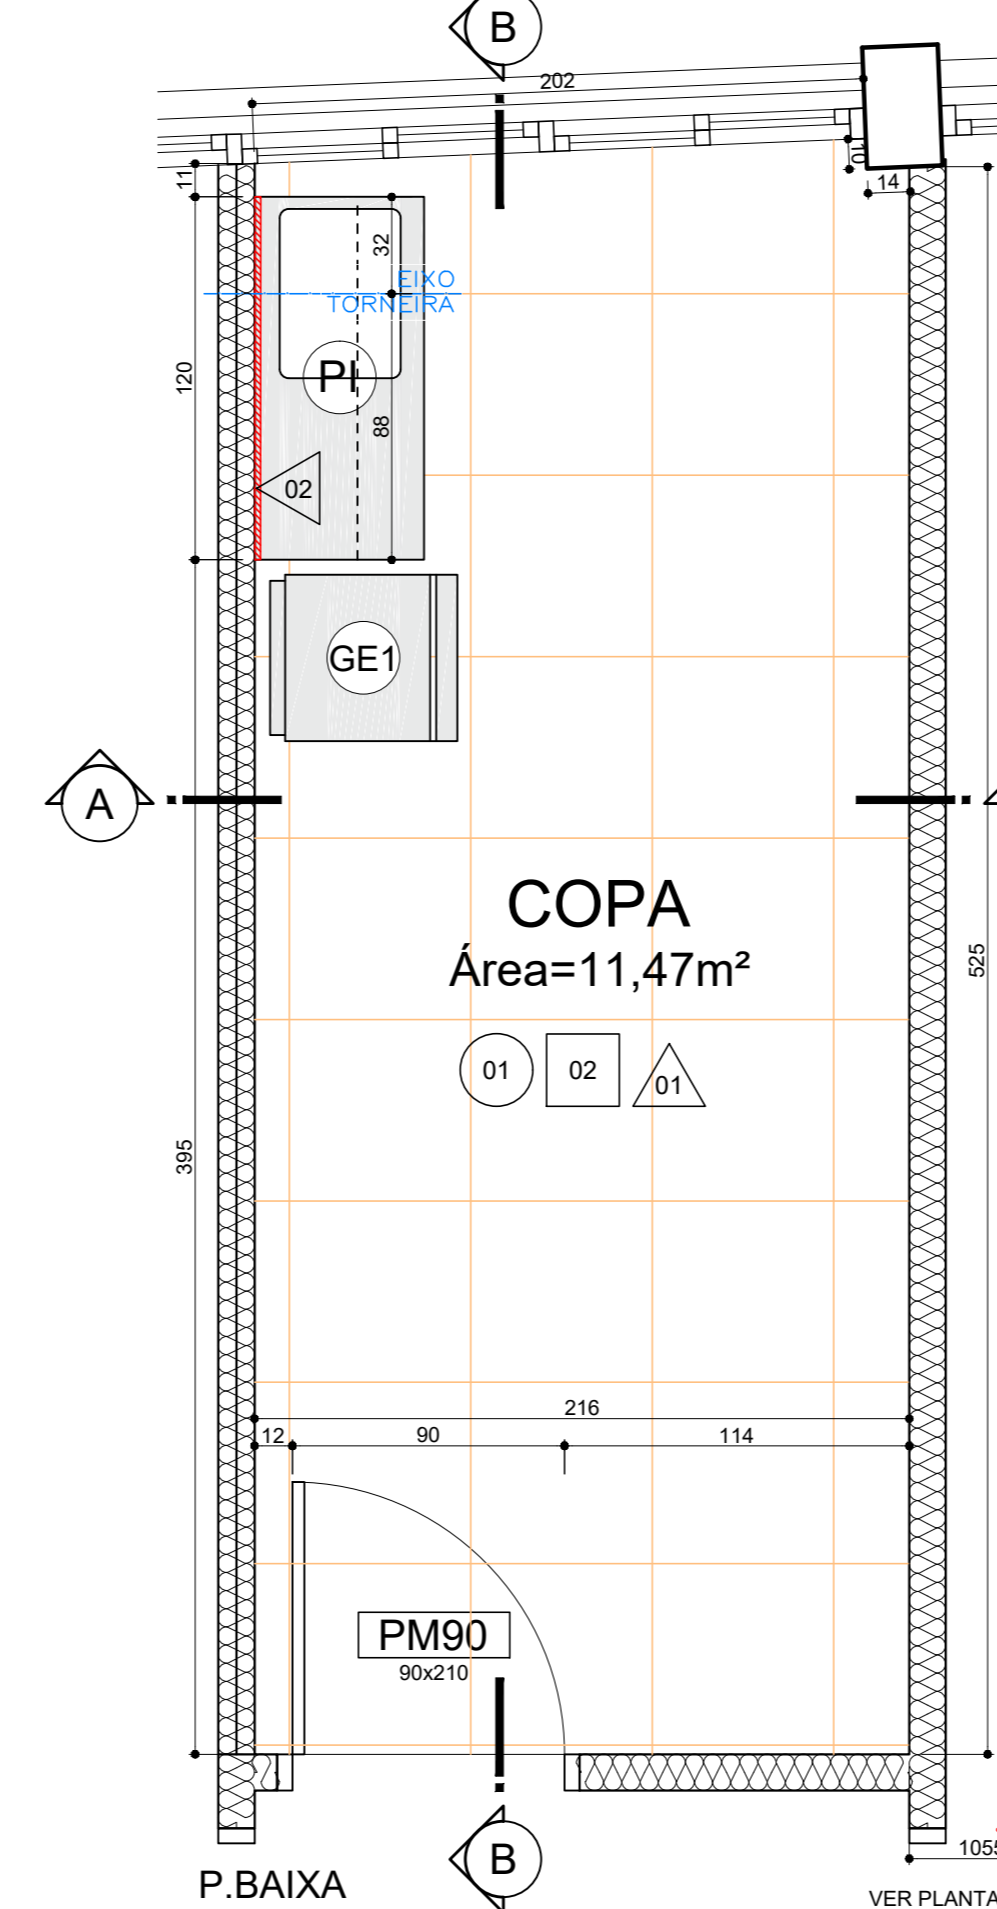 B
202
11
10
14
32
EIXO
TORNEIRA
120
PI
88
02
GE1
A
COPA
Área=11,47m²
525
01
02
01
395
216
12
90
114
PM90
90x210
B
1055
P.BAIXA
VER PLANTA